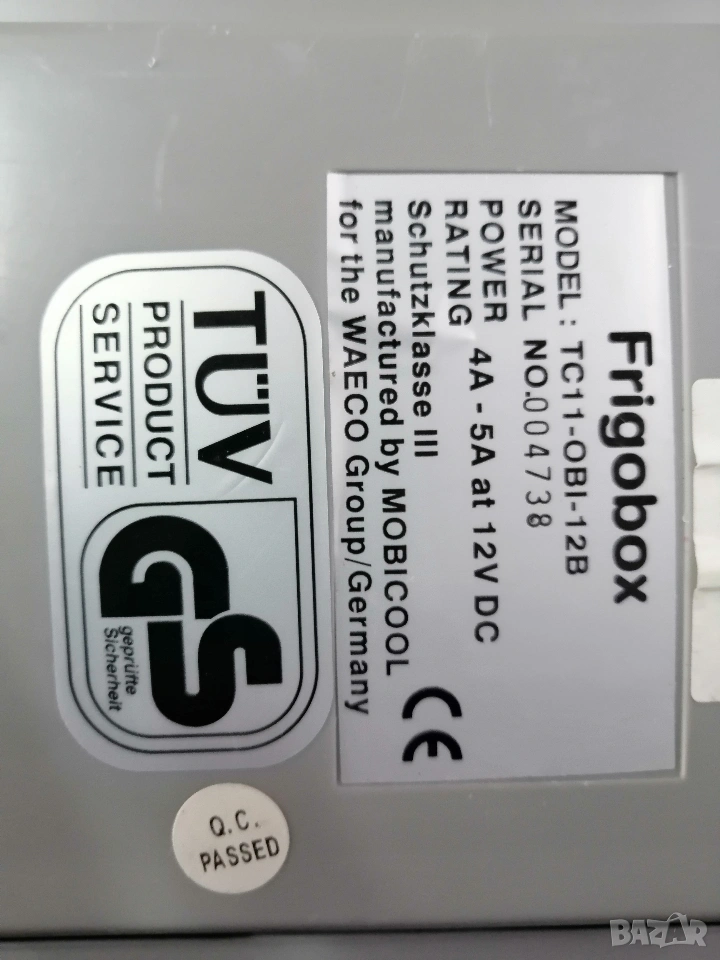 Frigobox
MODEL : TC11-OBI-12B
SERIAL NO.004738
POWER 4A - 5A at 12V DC
RATING
Schutzklasse III
manufactured by MOBICOOL
for the WAECO Group/Germany
CE
TÜV
PRODUCT
SERVICE
GS
geprüfte
Sicherheit
Q.C.
PASSED
BAZAR